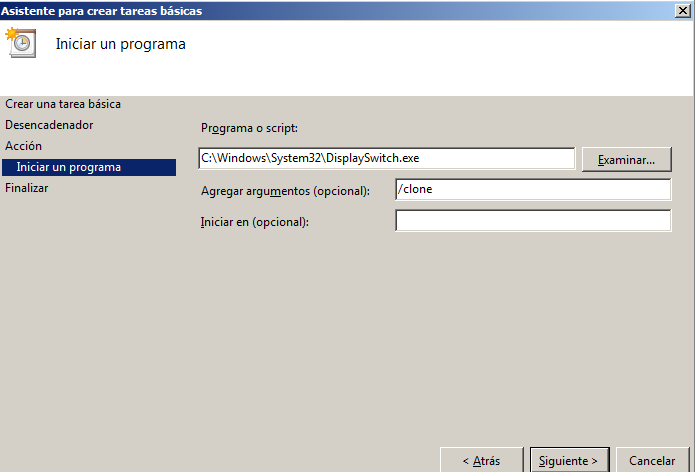 Asistente para crear tareas básicas
Iniciar un programa
Crear una tarea básica
Desencadenador
Acción
Iniciar un programa
Finalizar
Programa o script:
C:\Windows\System32\DisplaySwitch.exe
Examinar...
Agregar argumentos (opcional):
/clone
Iniciar en (opcional):
< Atrás
Siguiente >
Cancelar